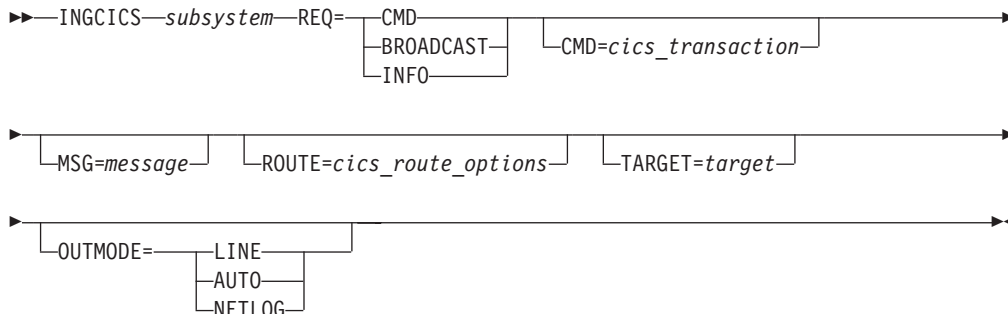 INGCICS subsystem REQ= CMD CMD=cics_transaction
BROADCAST
INFO
MSG=message ROUTE=cics_route_options TARGET=target
OUTMODE= LINE
AUTO
NETLOG